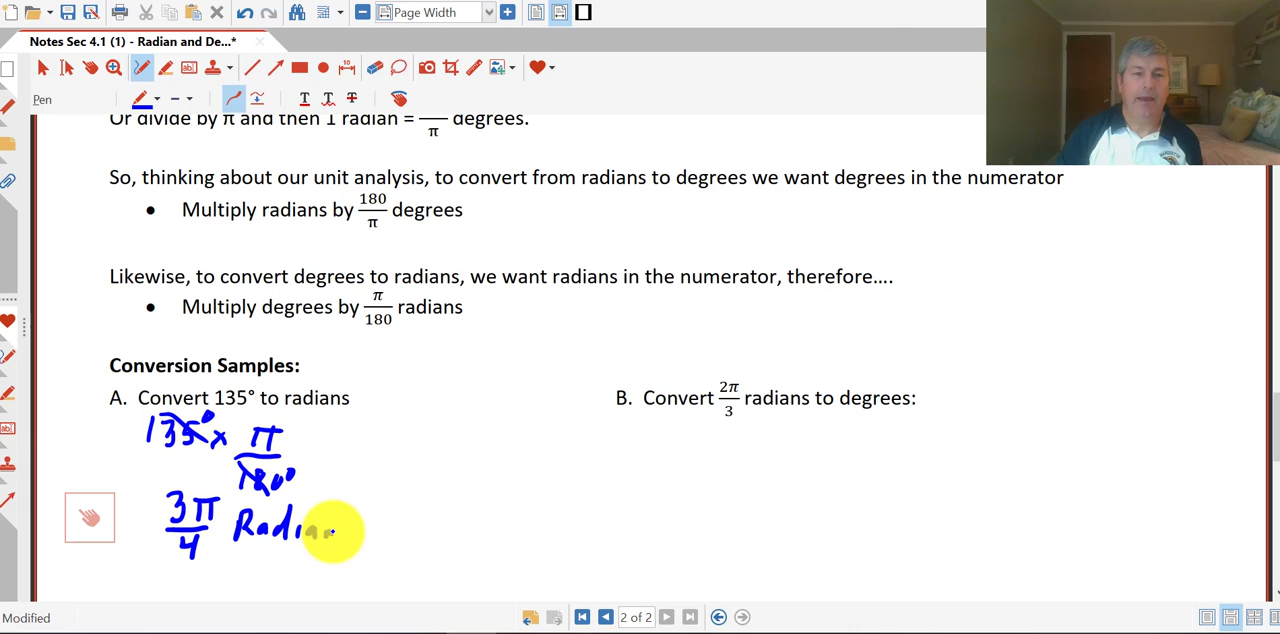 Page Width
Notes Sec 4.1 (1) - Radian and De...*
Pen
Or divide by π and then 1 radian = — degrees.
π
So, thinking about our unit analysis, to convert from radians to degrees we want degrees in the numerator
• Multiply radians by 180/π degrees
Likewise, to convert degrees to radians, we want radians in the numerator, therefore....
• Multiply degrees by π/180 radians
Conversion Samples:
A. Convert 135° to radians
B. Convert 2π/3 radians to degrees:
135° x π/180°
3π/4 Radian
Modified
2 of 2